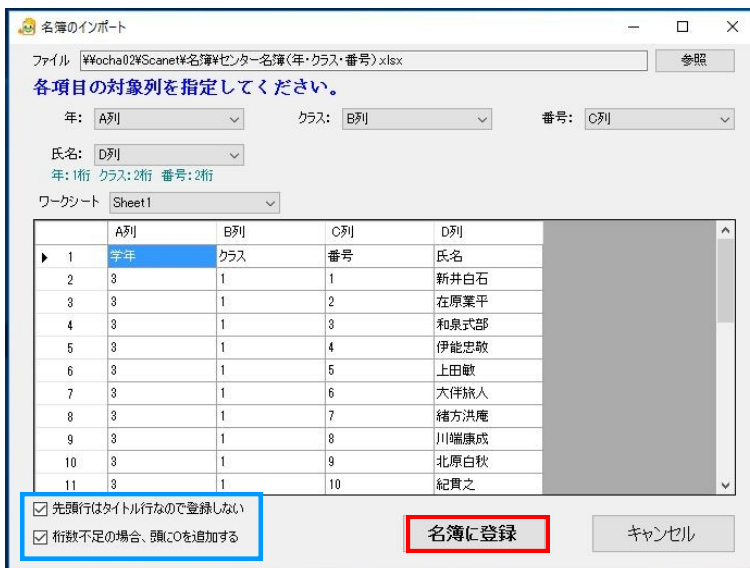 名簿のインポート
ファイル ¥¥ocha02¥Scanet¥名簿¥センター名簿(年・クラス・番号).xlsx 参照
各項目の対象列を指定してください。
年: A列 クラス: B列 番号: C列
氏名: D列
年:1桁 クラス:2桁 番号:2桁
ワークシート Sheet1
A列 B列 C列 D列
1 学年 クラス 番号 氏名
2 3 1 1 新井白石
3 3 1 2 在原業平
4 3 1 3 和泉式部
5 3 1 4 伊能忠敬
6 3 1 5 上田敏
7 3 1 6 大伴旅人
8 3 1 7 緒方洪庵
9 3 1 8 川端康成
10 3 1 9 北原白秋
11 3 1 10 紀貫之
先頭行はタイトル行なので登録しない
桁数不足の場合、頭に0を追加する
名簿に登録 キャンセル